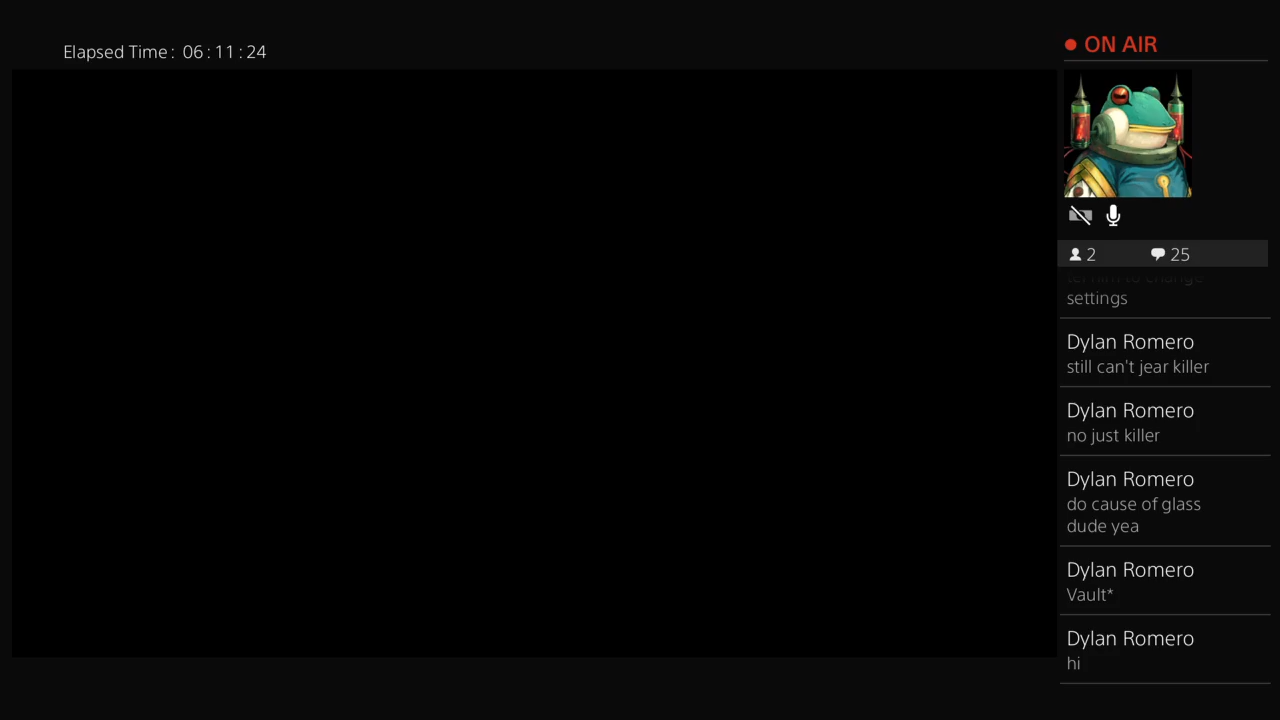 Elapsed Time: 06:11:24
ON AIR
2
25
settings
Dylan Romero
still can't jear killer
Dylan Romero
no just killer
Dylan Romero
do cause of glass
dude yea
Dylan Romero
Vault*
Dylan Romero
hi